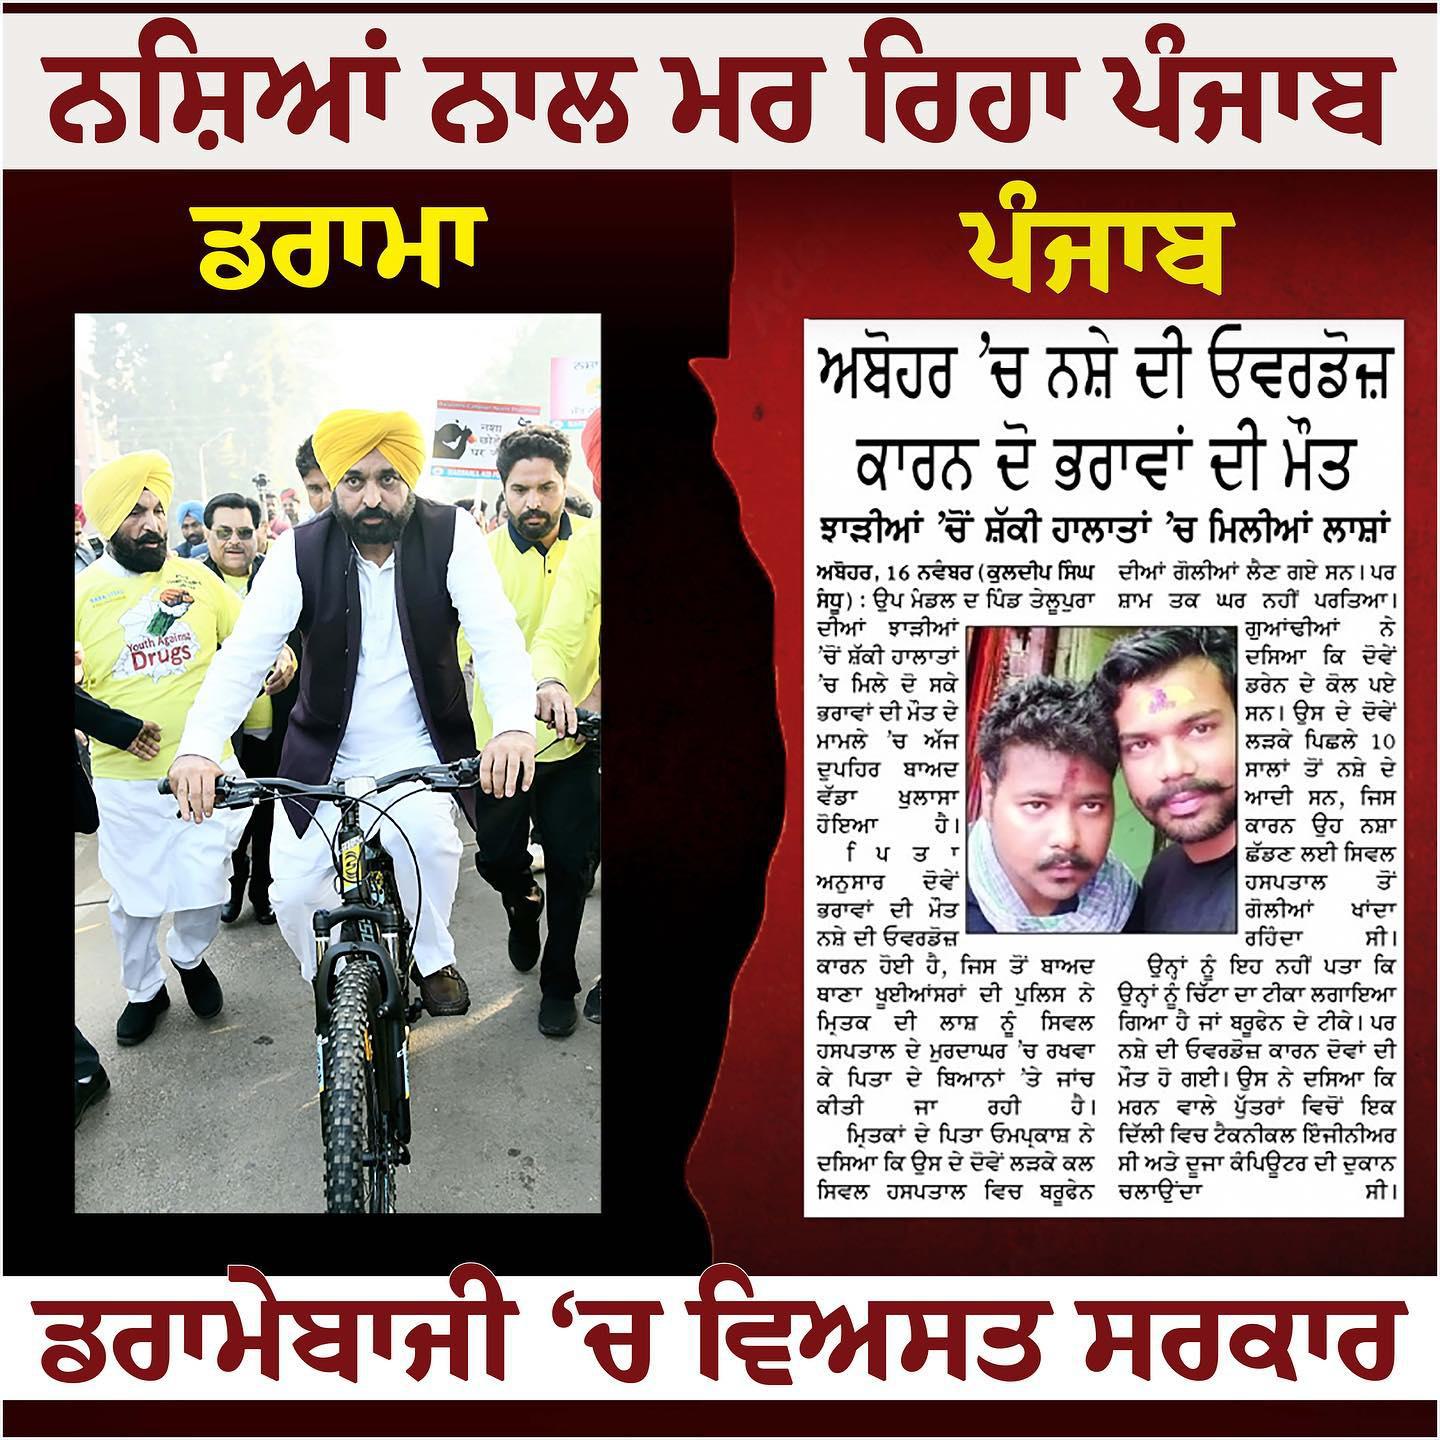 ਨਸ਼ਿਆਂ ਨਾਲ ਮਰ ਰਿਹਾ ਪੰਜਾਬ
ਡਰਾਮਾ
Youth Against
Drugs
नशा
छोड़ो
ਪੰਜਾਬ
ਅਬੋਹਰ ’ਚ ਨਸ਼ੇ ਦੀ ਓਵਰਡੋਜ਼
ਕਾਰਨ ਦੋ ਭਰਾਵਾਂ ਦੀ ਮੌਤ
ਝਾੜੀਆਂ ’ਚੋਂ ਸ਼ੱਕੀ ਹਾਲਾਤਾਂ ’ਚ ਮਿਲੀਆਂ ਲਾਸ਼ਾਂ
ਅਬੋਹਰ, 16 ਨਵੰਬਰ (ਕੁਲਦੀਪ ਸਿੰਘ
ਸੰਧੂ) : ਉਪ ਮੰਡਲ ਦ ਪਿੰਡ ਤੇਲੂਪੁਰਾ
ਦੀਆਂ ਝਾੜੀਆਂ
’ਚੋਂ ਸ਼ੱਕੀ ਹਾਲਾਤਾਂ
’ਚ ਮਿਲੇ ਦੋ ਸਕੇ
ਭਰਾਵਾਂ ਦੀ ਮੌਤ ਦੇ
ਮਾਮਲੇ ’ਚ ਅੱਜ
ਦੁਪਹਿਰ ਬਾਅਦ
ਵੱਡਾ ਖੁਲਾਸਾ
ਹੋਇਆ ਹੈ।
ਪਿਤਾ
ਅਨੁਸਾਰ ਦੋਵੇਂ
ਭਰਾਵਾਂ ਦੀ ਮੌਤ
ਨਸ਼ੇ ਦੀ ਓਵਰਡੋਜ਼
ਕਾਰਨ ਹੋਈ ਹੈ, ਜਿਸ ਤੋਂ ਬਾਅਦ
ਥਾਣਾ ਖੂਈਆਂਸਰਾਂ ਦੀ ਪੁਲਿਸ ਨੇ
ਮ੍ਰਿਤਕ ਦੀ ਲਾਸ਼ ਨੂੰ ਸਿਵਲ
ਹਸਪਤਾਲ ਦੇ ਮੁਰਦਾਘਰ ’ਚ ਰਖਵਾ
ਕੇ ਪਿਤਾ ਦੇ ਬਿਆਨਾਂ ’ਤੇ ਜਾਂਚ
ਕੀਤੀ ਜਾ ਰਹੀ ਹੈ।
ਮ੍ਰਿਤਕਾਂ ਦੇ ਪਿਤਾ ਓਮਪ੍ਰਕਾਸ਼ ਨੇ
ਦਸਿਆ ਕਿ ਉਸ ਦੇ ਦੋਵੇਂ ਲੜਕੇ ਕਲ
ਸਿਵਲ ਹਸਪਤਾਲ ਵਿਚ ਬਰੂਫੇਨ
ਦੀਆਂ ਗੋਲੀਆਂ ਲੈਣ ਗਏ ਸਨ। ਪਰ
ਸ਼ਾਮ ਤਕ ਘਰ ਨਹੀਂ ਪਰਤਿਆ।
ਗੁਆਂਢੀਆਂ ਨੇ
ਦਸਿਆ ਕਿ ਦੋਵੇਂ
ਡਰੇਨ ਦੇ ਕੋਲ ਪਏ
ਸਨ। ਉਸ ਦੇ ਦੋਵੇਂ
ਲੜਕੇ ਪਿਛਲੇ 10
ਸਾਲਾਂ ਤੋਂ ਨਸ਼ੇ ਦੇ
ਆਦੀ ਸਨ, ਜਿਸ
ਕਾਰਨ ਉਹ ਨਸ਼ਾ
ਛੱਡਣ ਲਈ ਸਿਵਲ
ਹਸਪਤਾਲ ਤੋਂ
ਗੋਲੀਆਂ ਖਾਂਦਾ
ਰਹਿੰਦਾ ਸੀ।
ਉਨ੍ਹਾਂ ਨੂੰ ਇਹ ਨਹੀਂ ਪਤਾ ਕਿ
ਉਨ੍ਹਾਂ ਨੂੰ ਚਿੱਟਾ ਦਾ ਟੀਕਾ ਲਗਾਇਆ
ਗਿਆ ਹੈ ਜਾਂ ਬਰੂਫੇਨ ਦੇ ਟੀਕੇ। ਪਰ
ਨਸ਼ੇ ਦੀ ਓਵਰਡੋਜ਼ ਕਾਰਨ ਦੋਵਾਂ ਦੀ
ਮੌਤ ਹੋ ਗਈ। ਉਸ ਨੇ ਦਸਿਆ ਕਿ
ਮਰਨ ਵਾਲੇ ਪੁੱਤਰਾਂ ਵਿਚੋਂ ਇਕ
ਦਿੱਲੀ ਵਿਚ ਟੈਕਨੀਕਲ ਇੰਜੀਨੀਅਰ
ਸੀ ਅਤੇ ਦੂਜਾ ਕੰਪਿਊਟਰ ਦੀ ਦੁਕਾਨ
ਚਲਾਉਂਦਾ ਸੀ।
ਡਰਾਮੇਬਾਜੀ ‘ਚ ਵਿਅਸਤ ਸਰਕਾਰ